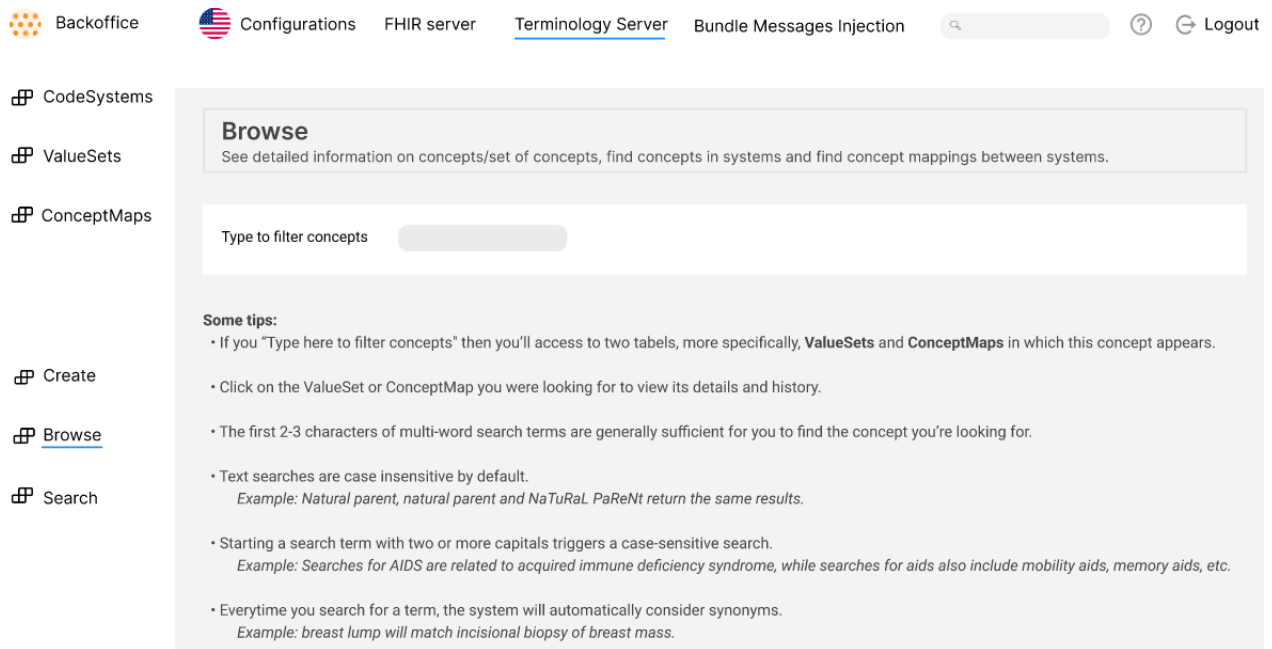 Backoffice
Configurations
FHIR server
Terminology Server
Bundle Messages Injection
Logout
CodeSystems
ValueSets
ConceptMaps
Create
Browse
Search
Browse
See detailed information on concepts/set of concepts, find concepts in systems and find concept mappings between systems.
Type to filter concepts
Some tips:
• If you “Type here to filter concepts" then you’ll access to two tabels, more specifically, ValueSets and ConceptMaps in which this concept appears.
• Click on the ValueSet or ConceptMap you were looking for to view its details and history.
• The first 2-3 characters of multi-word search terms are generally sufficient for you to find the concept you’re looking for.
• Text searches are case insensitive by default.
Example: Natural parent, natural parent and NaTuRaL PaReNt return the same results.
• Starting a search term with two or more capitals triggers a case-sensitive search.
Example: Searches for AIDS are related to acquired immune deficiency syndrome, while searches for aids also include mobility aids, memory aids, etc.
• Everytime you search for a term, the system will automatically consider synonyms.
Example: breast lump will match incisional biopsy of breast mass.